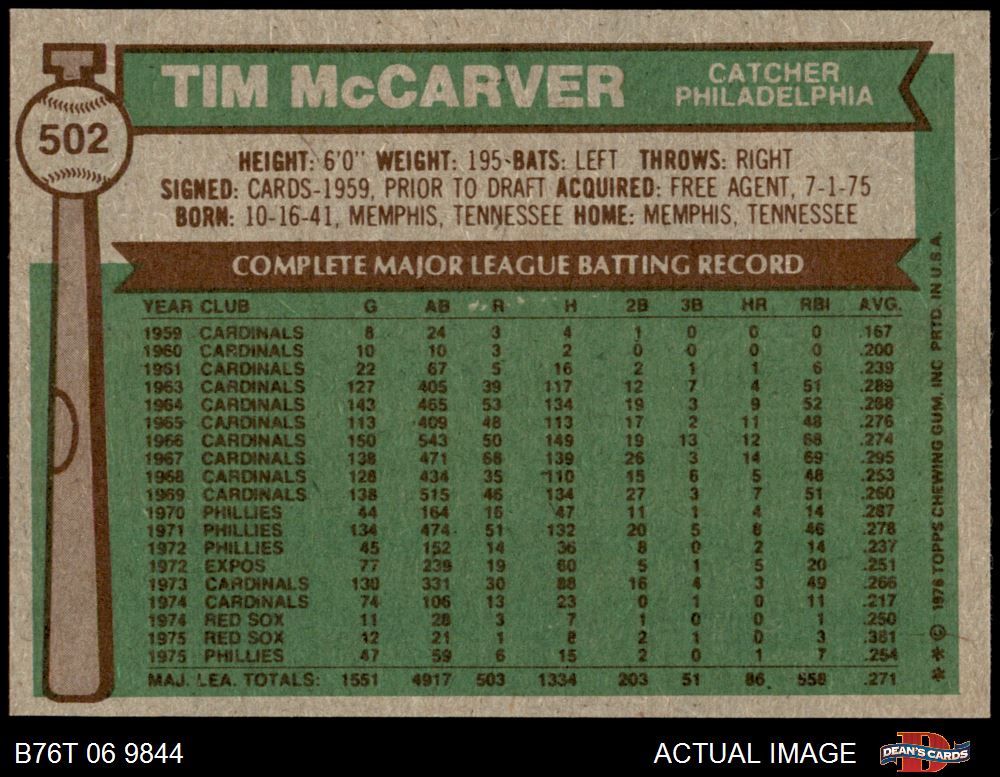 502
TIM McCARVER
CATCHER
PHILADELPHIA
HEIGHT: 6'0" WEIGHT: 195 BATS: LEFT THROWS: RIGHT
SIGNED: CARDS-1959, PRIOR TO DRAFT ACQUIRED: FREE AGENT, 7-1-75
BORN: 10-16-41, MEMPHIS, TENNESSEE HOME: MEMPHIS, TENNESSEE
COMPLETE MAJOR LEAGUE BATTING RECORD
YEAR CLUB G AB R H 2B 3B HR RBI AVG.
1959 CARDINALS 8 24 3 4 1 0 0 0 .167
1960 CARDINALS 10 10 3 2 0 0 0 0 .200
1961 CARDINALS 22 67 5 16 2 1 1 6 .239
1963 CARDINALS 127 405 39 117 12 7 4 51 .289
1964 CARDINALS 143 465 53 134 19 3 9 52 .288
1965 CARDINALS 113 409 48 113 17 2 11 48 .276
1966 CARDINALS 150 543 50 149 19 13 12 68 .274
1967 CARDINALS 138 471 68 139 26 3 14 69 .295
1968 CARDINALS 128 434 35 110 15 6 5 48 .253
1969 CARDINALS 138 515 46 134 27 3 7 51 .260
1970 PHILLIES 44 164 16 47 11 1 4 14 .287
1971 PHILLIES 134 474 51 132 20 5 8 46 .278
1972 PHILLIES 45 152 14 36 8 0 2 14 .237
1972 EXPOS 77 239 19 60 5 1 5 20 .251
1973 CARDINALS 130 331 30 88 16 4 3 49 .266
1974 CARDINALS 74 106 13 23 0 1 0 11 .217
1974 RED SOX 11 28 3 7 1 0 0 1 .250
1975 RED SOX 12 21 1 8 2 1 0 3 .381
1975 PHILLIES 47 59 6 15 2 0 1 7 .254
MAJ. LEA. TOTALS: 1551 4917 503 1334 203 51 86 558 .271
* * © 1976 TOPPS CHEWING GUM, INC. PRTD. IN U.S.A.
B76T 06 9844
ACTUAL IMAGE
DEAN'S CARDS